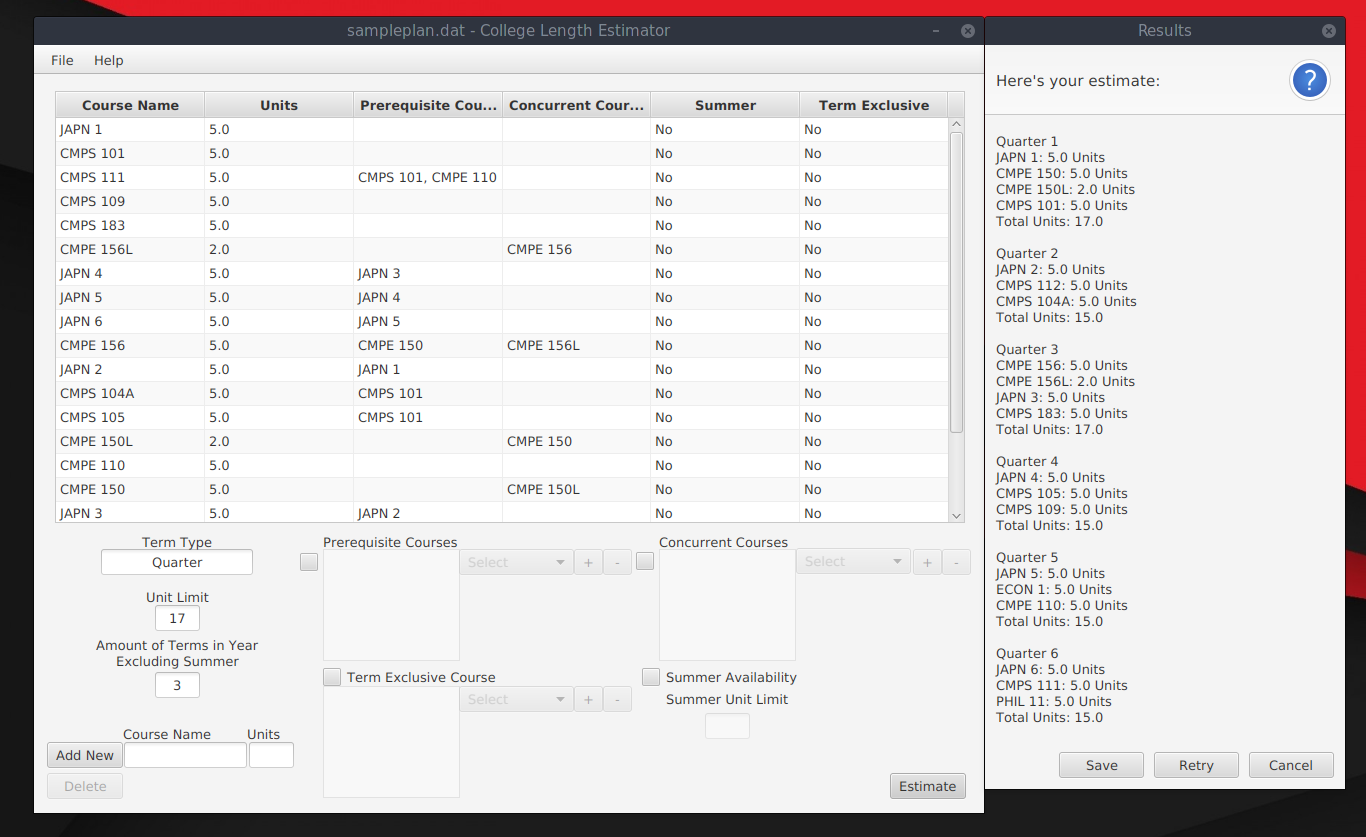 sampleplan.dat - College Length Estimator
File Help
Course Name Units Prerequisite Cou... Concurrent Cour... Summer Term Exclusive
JAPN 1 5.0 No No
CMPS 101 5.0 No No
CMPS 111 5.0 CMPS 101, CMPE 110 No No
CMPS 109 5.0 No No
CMPS 183 5.0 No No
CMPE 156L 2.0 CMPE 156 No No
JAPN 4 5.0 JAPN 3 No No
JAPN 5 5.0 JAPN 4 No No
JAPN 6 5.0 JAPN 5 No No
CMPE 156 5.0 CMPE 150 CMPE 156L No No
JAPN 2 5.0 JAPN 1 No No
CMPS 104A 5.0 CMPS 101 No No
CMPS 105 5.0 CMPS 101 No No
CMPE 150L 2.0 CMPE 150 No No
CMPE 110 5.0 No No
CMPE 150 5.0 CMPE 150L No No
JAPN 3 5.0 JAPN 2 No No
Term Type
Quarter
Unit Limit
17
Amount of Terms in Year
Excluding Summer
3
Course Name Units
Add New
Delete
Prerequisite Courses
Select + -
Concurrent Courses
Select + -
Term Exclusive Course
Select + -
Summer Availability
Summer Unit Limit
Estimate
Results
Here's your estimate:
?
Quarter 1
JAPN 1: 5.0 Units
CMPE 150: 5.0 Units
CMPE 150L: 2.0 Units
CMPS 101: 5.0 Units
Total Units: 17.0
Quarter 2
JAPN 2: 5.0 Units
CMPS 112: 5.0 Units
CMPS 104A: 5.0 Units
Total Units: 15.0
Quarter 3
CMPE 156: 5.0 Units
CMPE 156L: 2.0 Units
JAPN 3: 5.0 Units
CMPS 183: 5.0 Units
Total Units: 17.0
Quarter 4
JAPN 4: 5.0 Units
CMPS 105: 5.0 Units
CMPS 109: 5.0 Units
Total Units: 15.0
Quarter 5
JAPN 5: 5.0 Units
ECON 1: 5.0 Units
CMPE 110: 5.0 Units
Total Units: 15.0
Quarter 6
JAPN 6: 5.0 Units
CMPS 111: 5.0 Units
PHIL 11: 5.0 Units
Total Units: 15.0
Save Retry Cancel